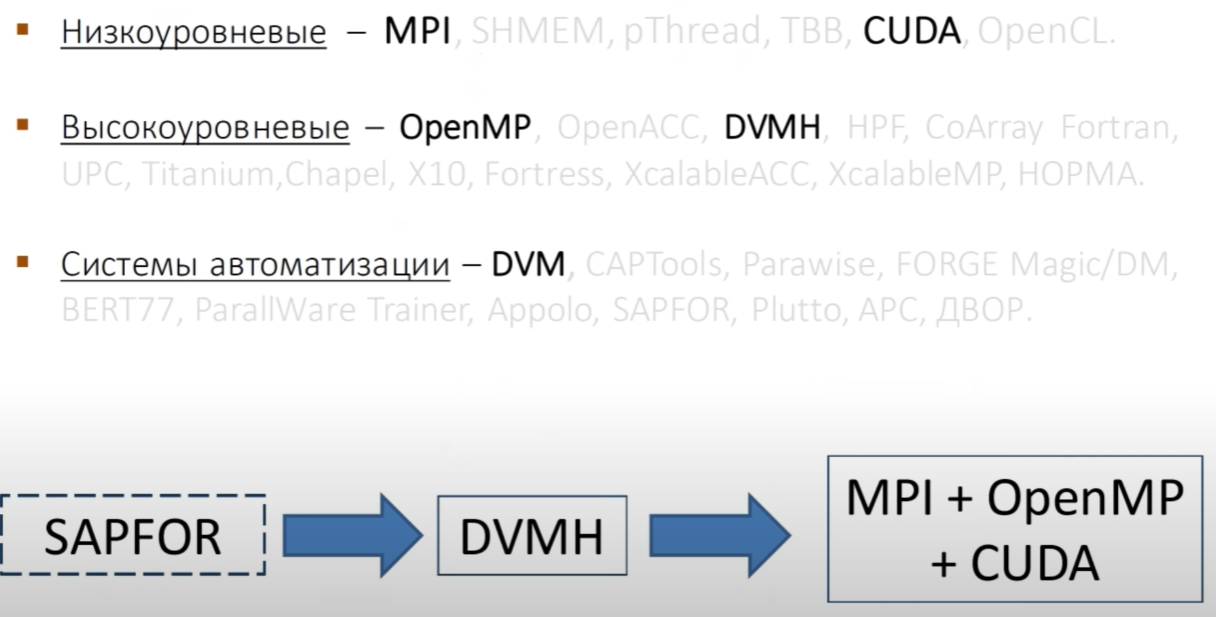 Низкоуровневые – MPI, SHMEM, pThread, TBB, CUDA, OpenCL.
Высокоуровневые – OpenMP, OpenACC, DVMH, HPF, CoArray Fortran,
UPC, Titanium,Chapel, X10, Fortress, XcalableACC, XcalableMP, НОРМА.
Системы автоматизации – DVM, CAPTools, Parawise, FORGE Magic/DM,
BERT77, ParallWare Trainer, Appolo, SAPFOR, Plutto, APC, ДВОР.
SAPFOR
DVMH
MPI + OpenMP
+ CUDA